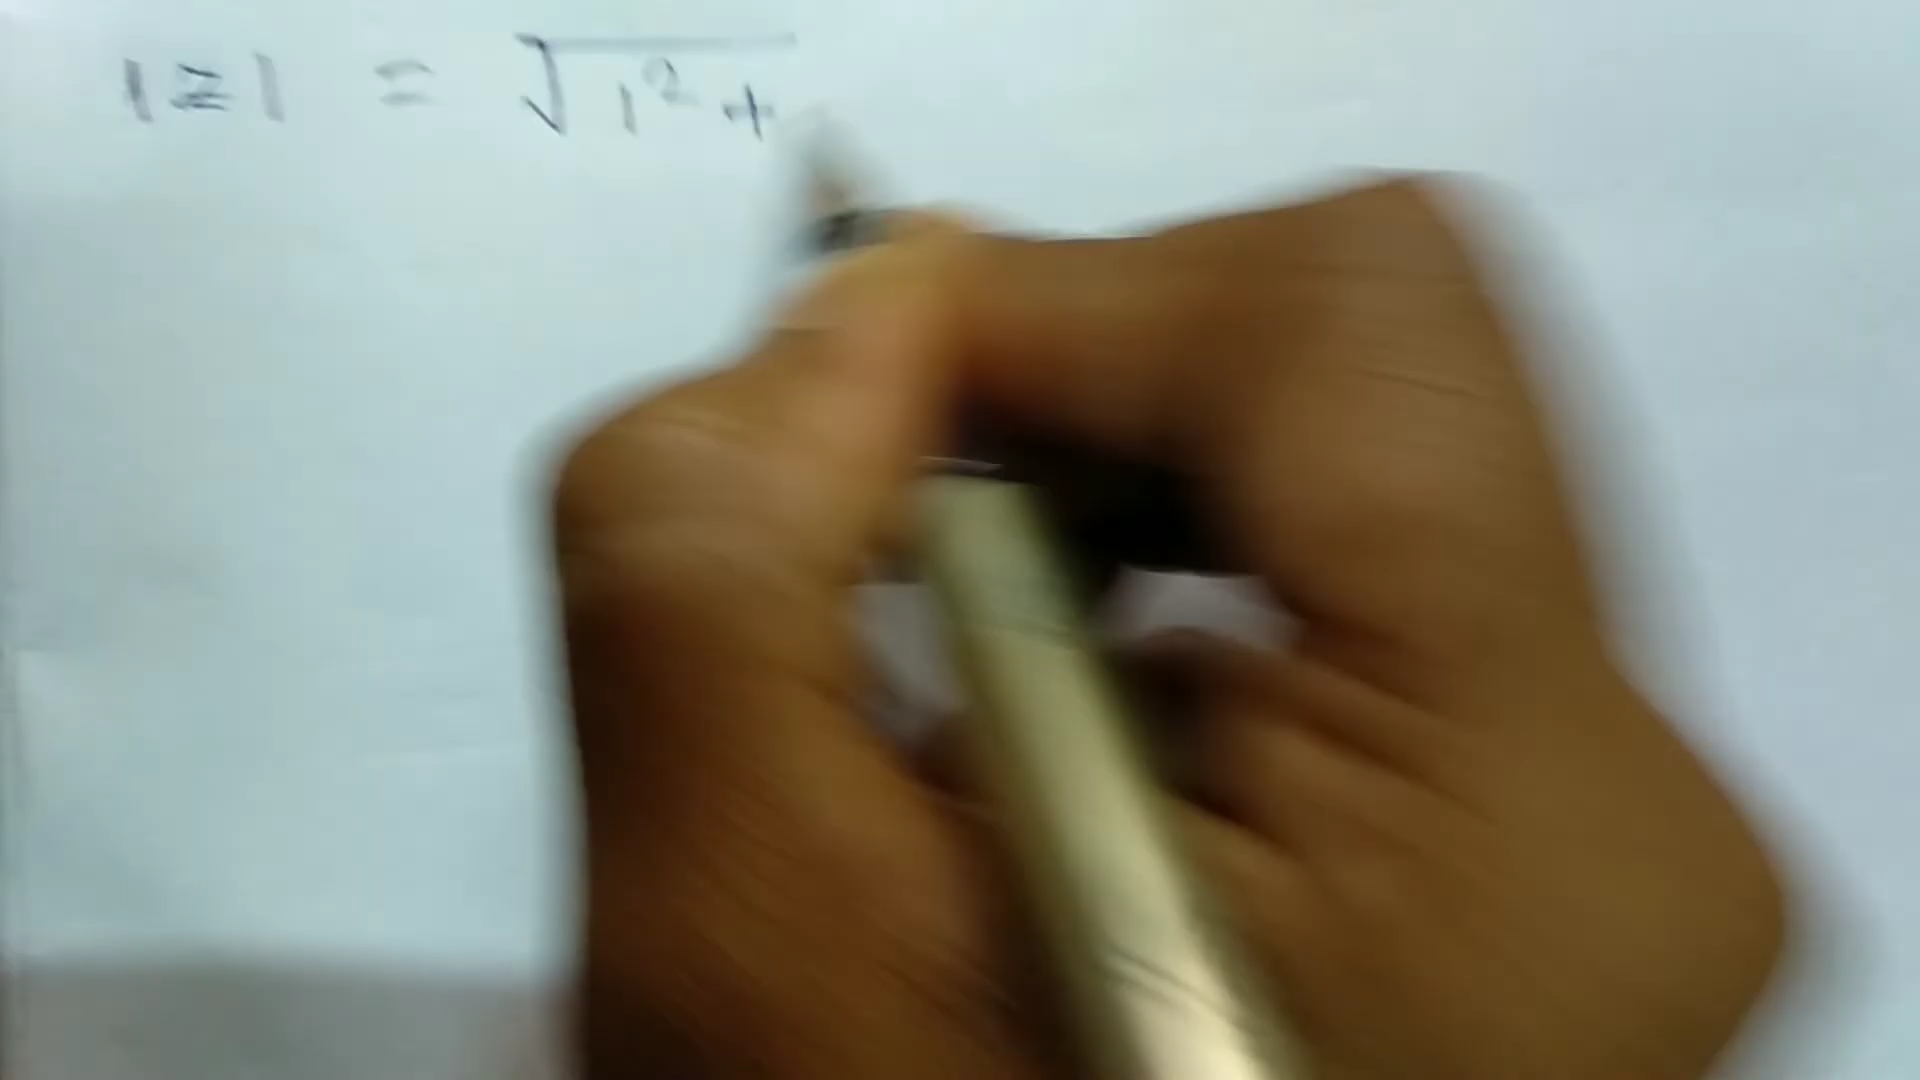 |z| = √1² +